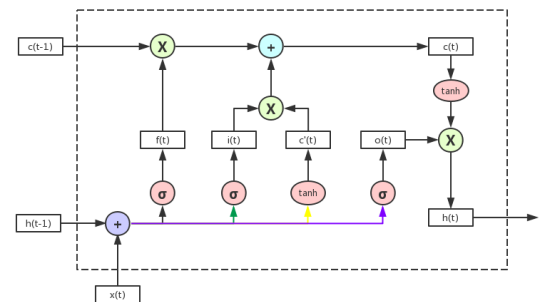 c(t-1)
X
+
c(t)
tanh
X
f(t)
i(t)
c'(t)
o(t)
X
σ
σ
tanh
σ
h(t-1)
+
h(t)
x(t)